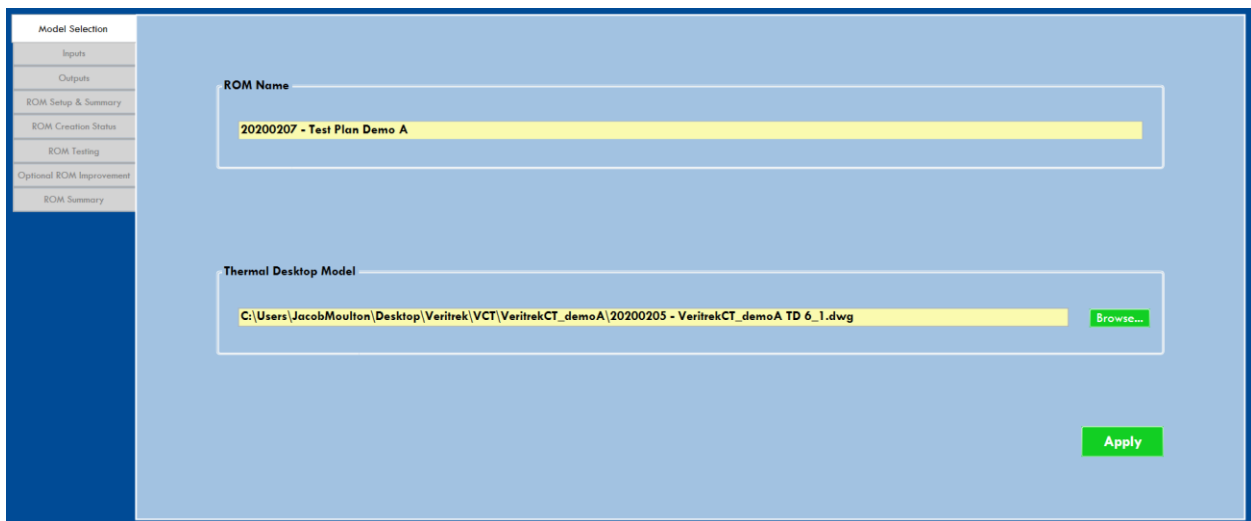 Model Selection
Inputs
Outputs
ROM Setup & Summary
ROM Creation Status
ROM Testing
Optional ROM Improvement
ROM Summary
ROM Name
20200207 - Test Plan Demo A
Thermal Desktop Model
C:\Users\JacobMoulton\Desktop\Veritrek\VCT\VeritrekCT_demoA\20200205 - VeritrekCT_demoA TD 6_1.dwg
Browse...
Apply